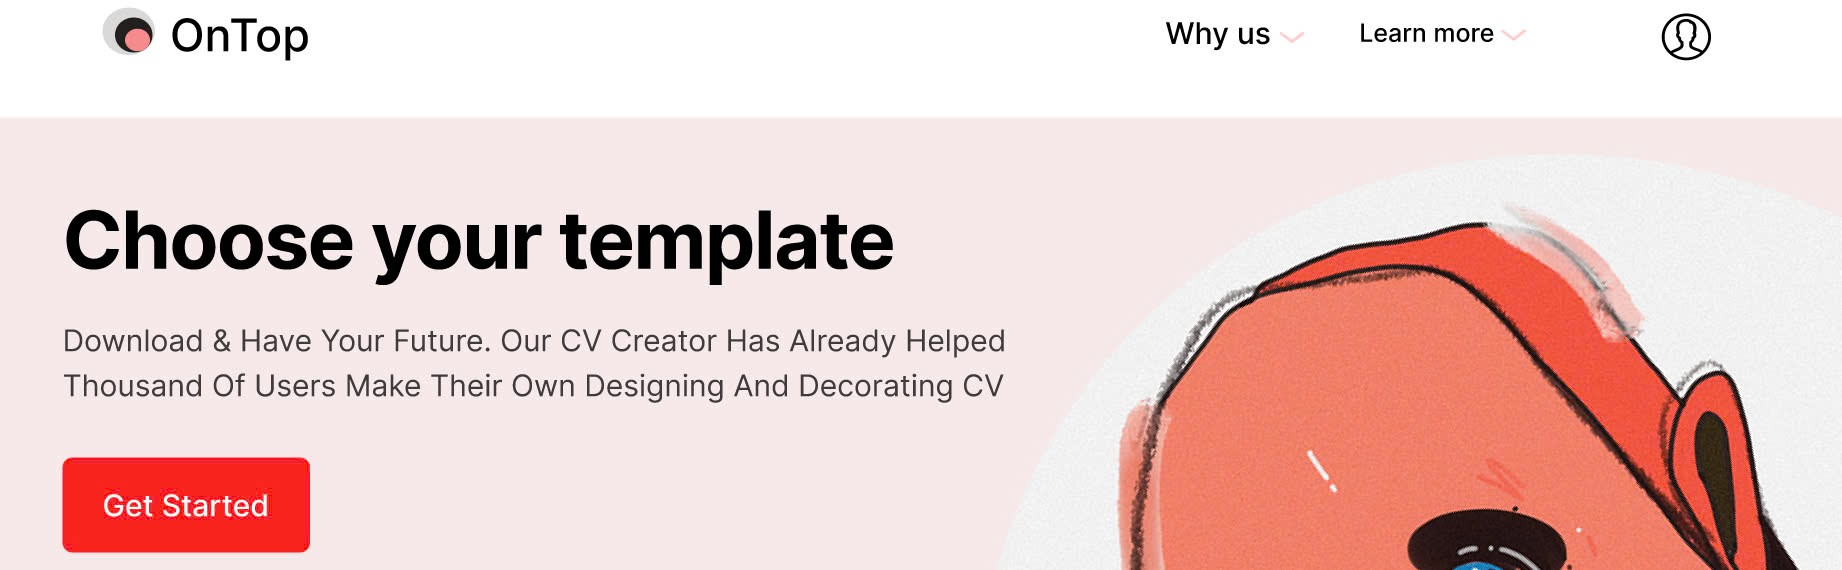 OnTop
Why us
Learn more
Choose your template
Download & Have Your Future. Our CV Creator Has Already Helped
Thousand Of Users Make Their Own Designing And Decorating CV
Get Started